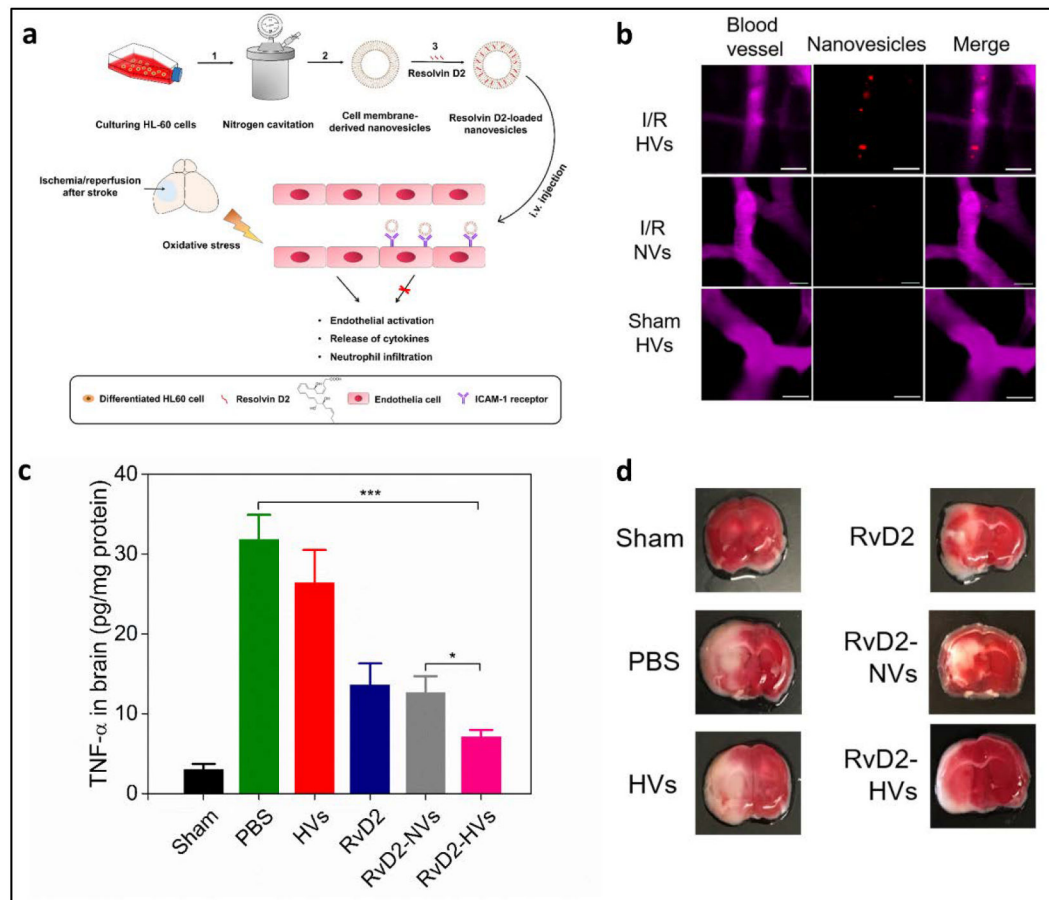 a
1
2
3
Resolvin D2
Culturing HL-60 cells
Nitrogen cavitation
Cell membrane-
derived nanovesicles
Resolvin D2-loaded
nanovesicles
Ischemia/reperfusion
after stroke
Oxidative stress
i.v. injection
• Endothelial activation
• Release of cytokines
• Neutrophil infiltration
Differentiated HL60 cell
Resolvin D2
Endothelia cell
ICAM-1 receptor
b
Blood
vessel
Nanovesicles
Merge
I/R
HVs
I/R
NVs
Sham
HVs
c
TNF-α in brain (pg/mg protein)
40
30
20
10
0
***
*
Sham
PBS
HVs
RvD2
RvD2-NVs
RvD2-HVs
d
Sham
RvD2
PBS
RvD2-
NVs
HVs
RvD2-
HVs